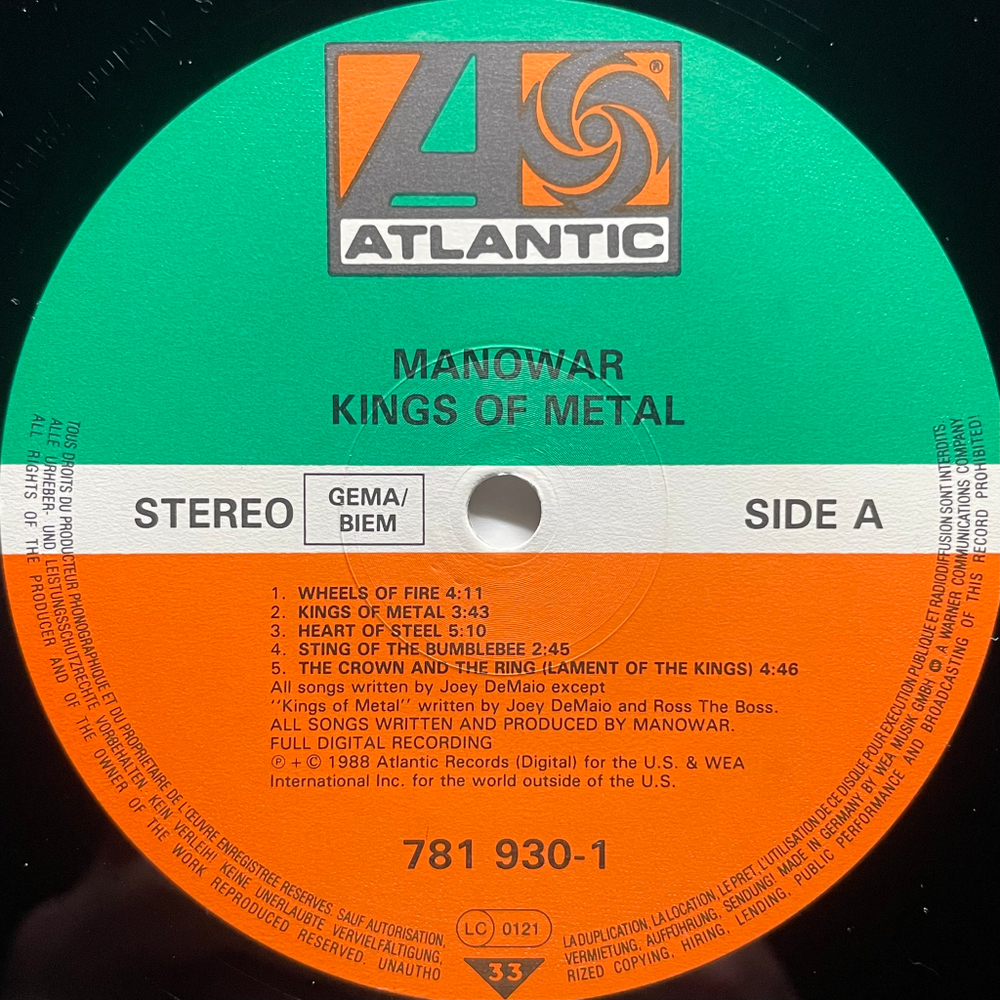 ATLANTIC
®
MANOWAR
KINGS OF METAL
STEREO
GEMA/
BIEM
SIDE A
1. WHEELS OF FIRE 4:11
2. KINGS OF METAL 3:43
3. HEART OF STEEL 5:10
4. STING OF THE BUMBLEBEE 2:45
5. THE CROWN AND THE RING (LAMENT OF THE KINGS) 4:46
All songs written by Joey DeMaio except
"Kings of Metal" written by Joey DeMaio and Ross The Boss.
ALL SONGS WRITTEN AND PRODUCED BY MANOWAR.
FULL DIGITAL RECORDING
℗ + © 1988 Atlantic Records (Digital) for the U.S. & WEA
International Inc. for the world outside of the U.S.
781 930-1
LC 0121
33
TOUS DROITS DU PRODUCTEUR PHONOGRAPHIQUE ET DU PROPRIETAIRE DE L'ŒUVRE ENREGISTREE RESERVES. SAUF AUTORISATION, LA DUPLICATION, LA LOCATION, LE PRET, L'UTILISATION DE CE DISQUE POUR EXECUTION PUBLIQUE ET RADIODIFFUSION SONT INTERDITS.
ALLE URHEBER- UND LEISTUNGSSCHUTZRECHTE VORBEHALTEN. KEIN VERLEIH! KEINE UNERLAUBTE VERVIELFÄLTIGUNG, VERMIETUNG, AUFFÜHRUNG, SENDUNG! MADE IN GERMANY BY WEA MUSIK GMBH A WARNER COMMUNICATIONS COMPANY
ALL RIGHTS OF THE PRODUCER AND OF THE OWNER OF THE WORK REPRODUCED RESERVED. UNAUTHORIZED COPYING, HIRING, LENDING, PUBLIC PERFORMANCE AND BROADCASTING OF THIS RECORD PROHIBITED!